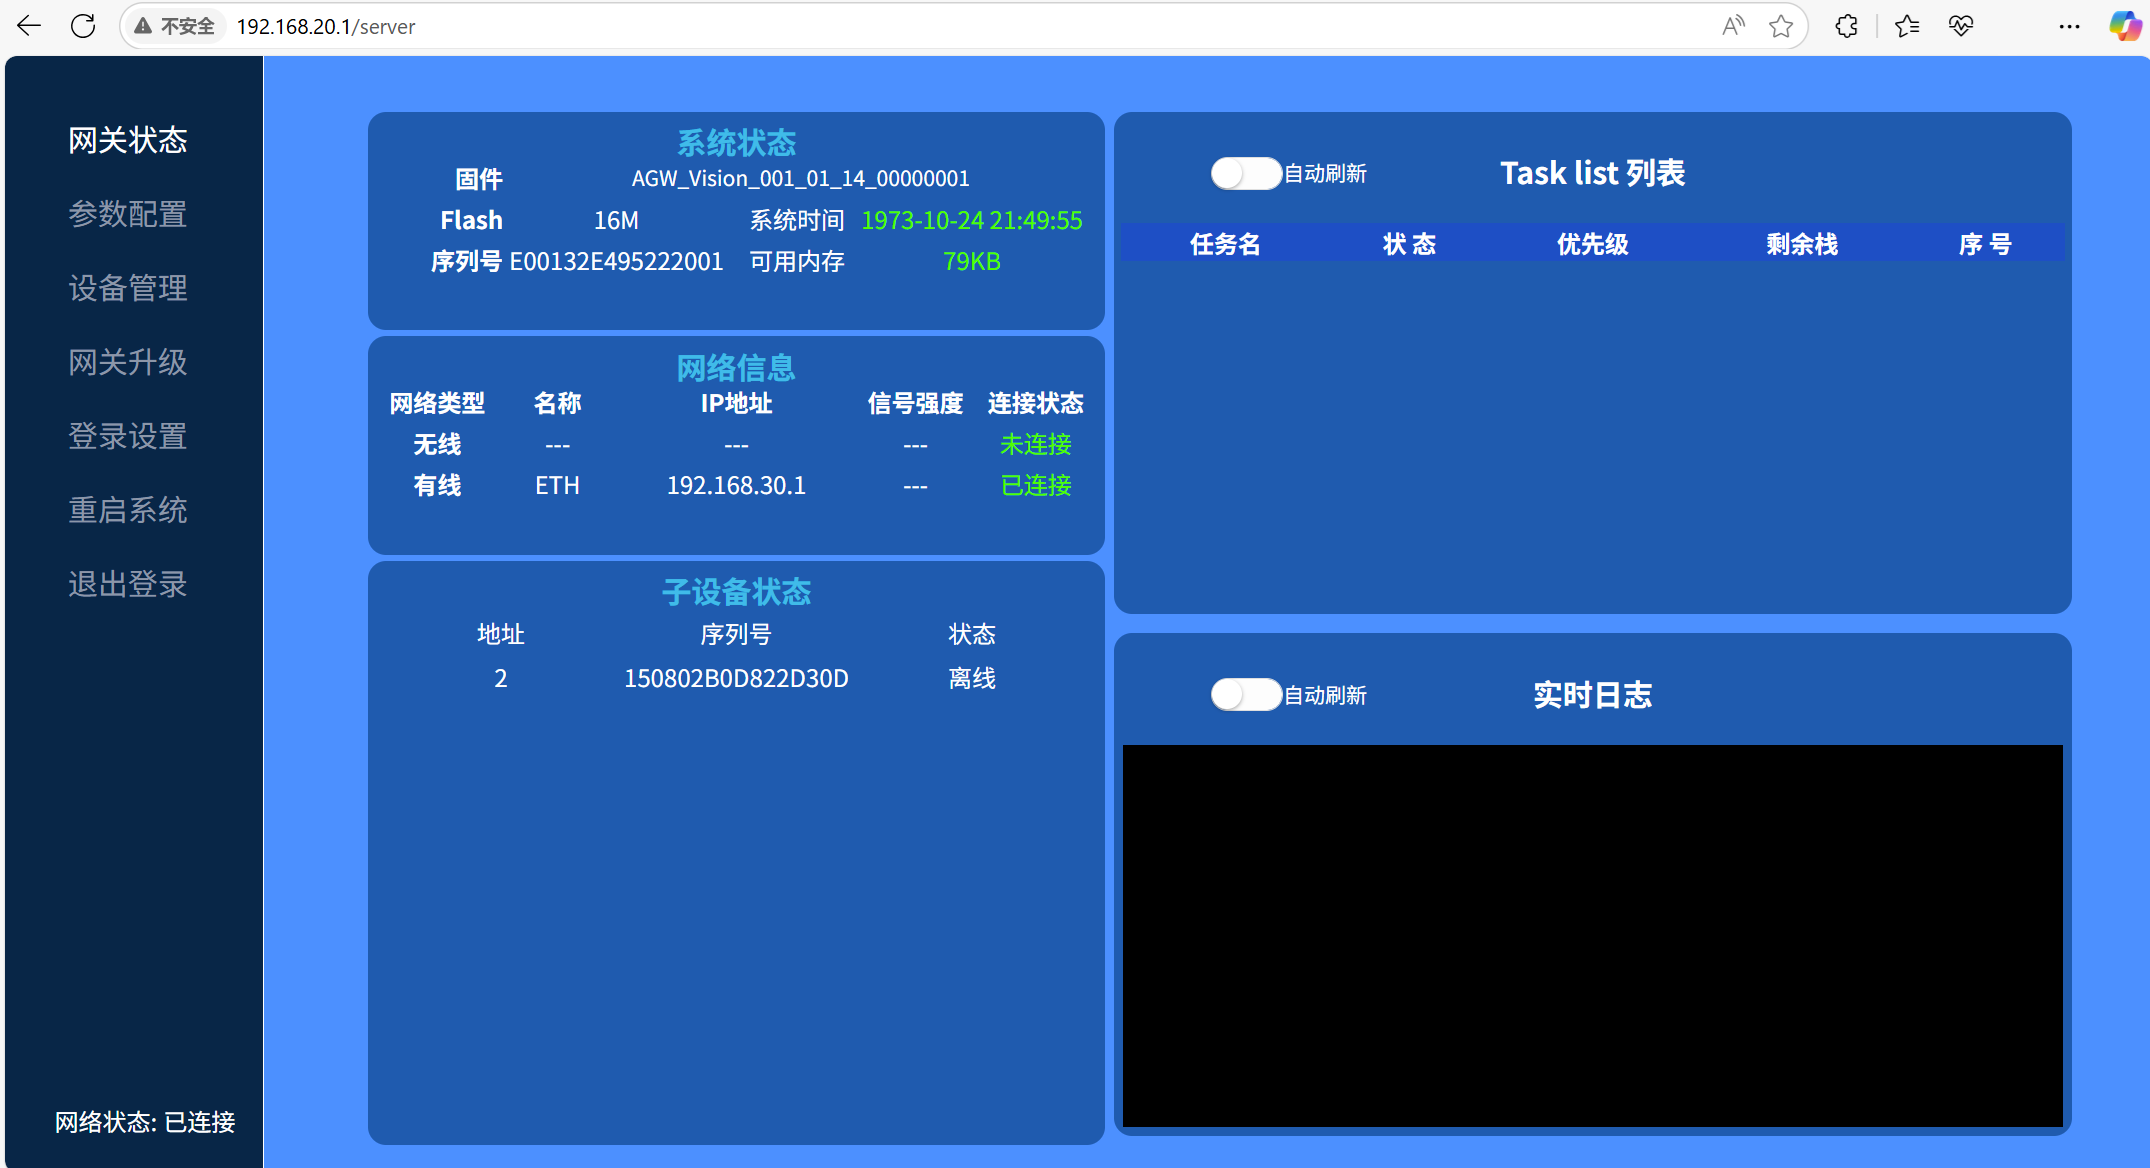 不安全 192.168.20.1/server
网关状态
参数配置
设备管理
网关升级
登录设置
重启系统
退出登录
网络状态: 已连接
系统状态
固件 AGW_Vision_001_01_14_00000001
Flash 16M 系统时间 1973-10-24 21:49:55
序列号 E00132E495222001 可用内存 79KB
网络信息
网络类型 名称 IP地址 信号强度 连接状态
无线 --- --- --- 未连接
有线 ETH 192.168.30.1 --- 已连接
子设备状态
地址 序列号 状态
2 150802B0D822D30D 离线
自动刷新 Task list 列表
任务名 状 态 优先级 剩余栈 序 号
自动刷新 实时日志